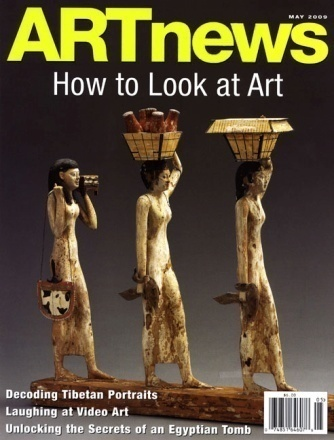 ARTnews
MAY 2009
How to Look at Art
Decoding Tibetan Portraits
Laughing at Video Art
Unlocking the Secrets of an Egyptian Tomb